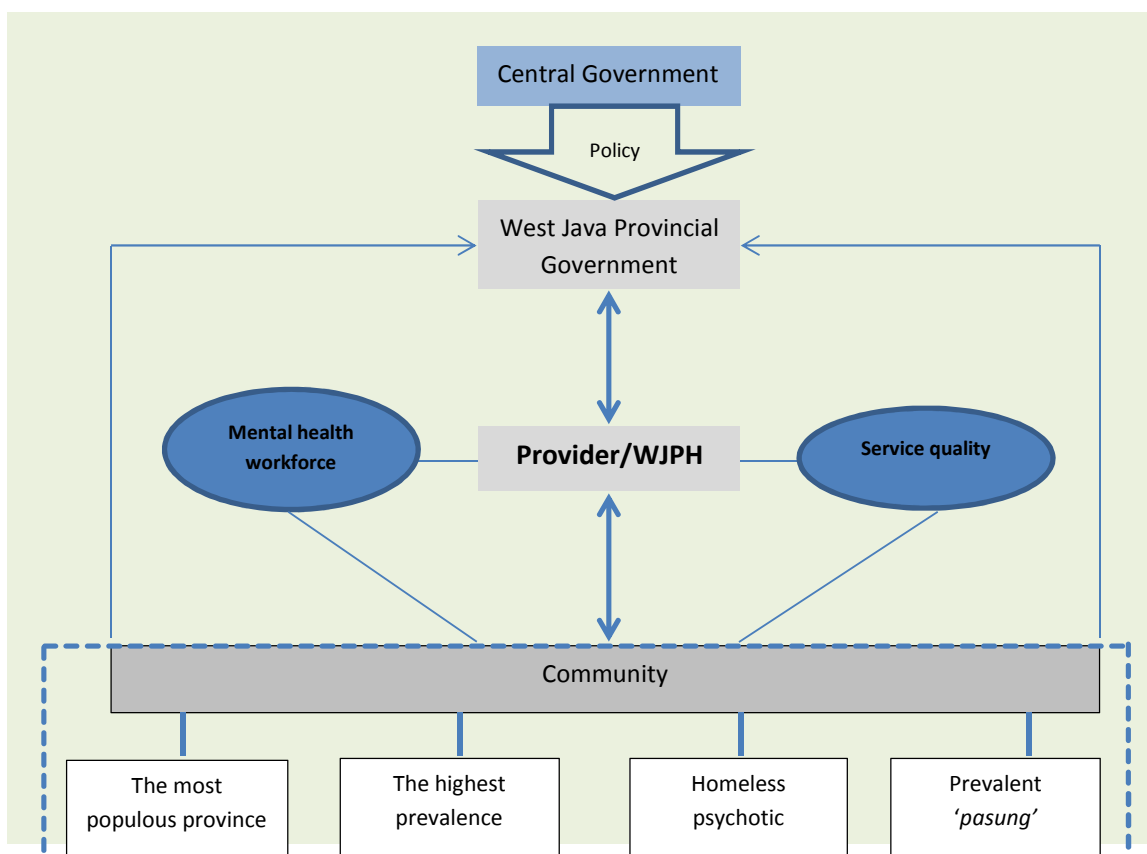 Central Government
Policy
West Java Provincial
Government
Mental health
workforce
Provider/WJPH
Service quality
Community
The most
populous province
The highest
prevalence
Homeless
psychotic
Prevalent
‘pasung’